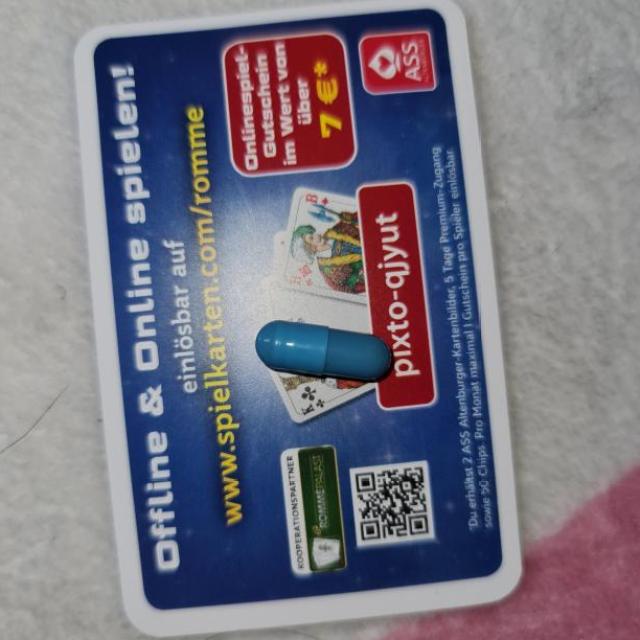 Offline & Online spielen!
einlösbar auf
www.spielkarten.com/romme
Onlinespiel-
Gutschein
im Wert von
über
7 €*
ASS
B
K
pixto-qjyut
KOOPERATIONSPARTNER
ROMMÉPALAST
*Du erhältst 2 ASS Altenburger-Kartenbilder, 5 Tage Premium-Zugang
sowie 50 Chips. Pro Monat maximal 1 Gutschein pro Spieler einlösbar.